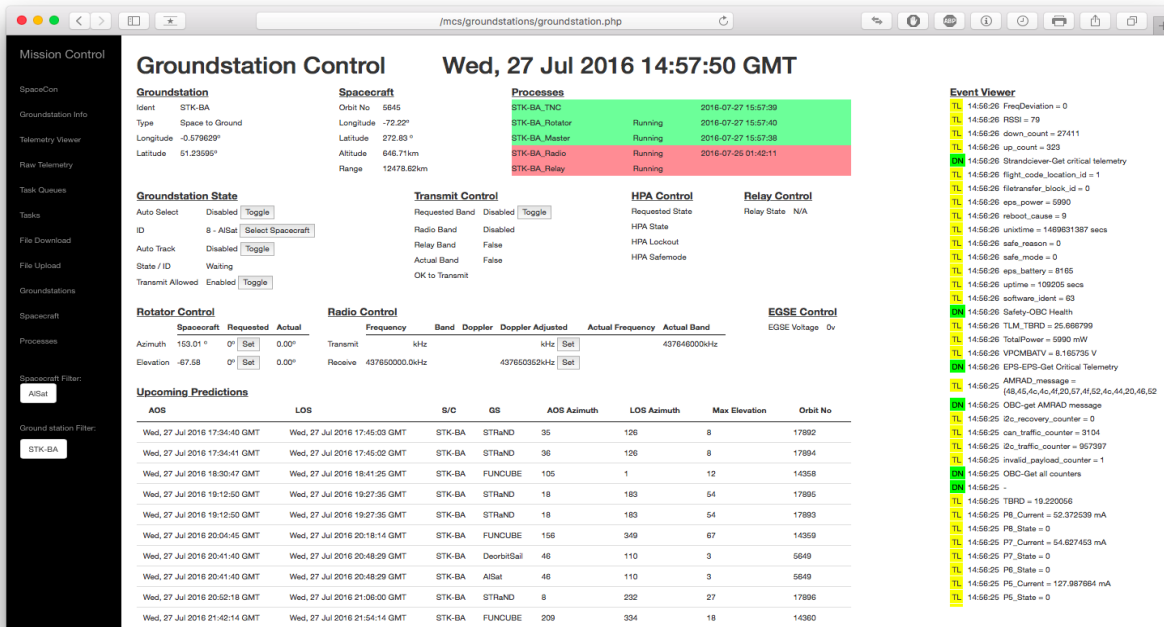 /mcs/groundstations/groundstation.php
ABP
Mission Control
SpaceCon
Groundstation Info
Telemetry Viewer
Raw Telemetry
Task Queues
Tasks
File Download
File Upload
Groundstations
Spacecraft
Processes
Spacecraft Filter:
AlSat
Ground station Filter:
STK-BA
Groundstation Control Wed, 27 Jul 2016 14:57:50 GMT
Groundstation
Ident STK-BA
Type Space to Ground
Longitude -0.579629º
Latitude 51.23595º
Spacecraft
Orbit No 5645
Longitude -72.22º
Latitude 272.83 º
Altitude 646.71km
Range 12478.62km
Processes
STK-BA_TNC 2016-07-27 15:57:39
STK-BA_Rotator Running 2016-07-27 15:57:40
STK-BA_Master Running 2016-07-27 15:57:38
STK-BA_Radio Running 2016-07-25 01:42:11
STK-BA_Relay Running
Groundstation State
Auto Select Disabled Toggle
ID 8 - AlSat Select Spacecraft
Auto Track Disabled Toggle
State / ID Waiting
Transmit Allowed Enabled Toggle
Transmit Control
Requested Band Disabled Toggle
Radio Band Disabled
Relay Band False
Actual Band False
OK to Transmit
HPA Control
Requested State
HPA State
HPA Lockout
HPA Safemode
Relay Control
Relay State N/A
Rotator Control
Spacecraft Requested Actual
Azimuth 153.01 º 0º Set 0.00º
Elevation -67.58 0º Set 0.00º
Radio Control
Frequency Band Doppler Doppler Adjusted Actual Frequency Actual Band
Transmit kHz kHz Set 437646000kHz
Receive 437650000.0kHz 437650352kHz Set
EGSE Control
EGSE Voltage 0v
Upcoming Predictions
AOS LOS S/C GS AOS Azimuth LOS Azimuth Max Elevation Orbit No
Wed, 27 Jul 2016 17:34:40 GMT Wed, 27 Jul 2016 17:45:03 GMT STK-BA STRaND 35 126 8 17892
Wed, 27 Jul 2016 17:34:41 GMT Wed, 27 Jul 2016 17:45:02 GMT STK-BA STRaND 36 126 8 17894
Wed, 27 Jul 2016 18:30:47 GMT Wed, 27 Jul 2016 18:41:25 GMT STK-BA FUNCUBE 105 1 12 14358
Wed, 27 Jul 2016 19:12:50 GMT Wed, 27 Jul 2016 19:27:35 GMT STK-BA STRaND 18 183 54 17895
Wed, 27 Jul 2016 19:12:50 GMT Wed, 27 Jul 2016 19:27:35 GMT STK-BA STRaND 18 183 54 17893
Wed, 27 Jul 2016 20:04:45 GMT Wed, 27 Jul 2016 20:18:14 GMT STK-BA FUNCUBE 156 349 67 14359
Wed, 27 Jul 2016 20:41:40 GMT Wed, 27 Jul 2016 20:48:29 GMT STK-BA DeorbitSail 46 110 3 5649
Wed, 27 Jul 2016 20:41:40 GMT Wed, 27 Jul 2016 20:48:29 GMT STK-BA AlSat 46 110 3 5649
Wed, 27 Jul 2016 20:52:18 GMT Wed, 27 Jul 2016 21:06:00 GMT STK-BA STRaND 8 232 27 17896
Wed, 27 Jul 2016 21:42:14 GMT Wed, 27 Jul 2016 21:54:14 GMT STK-BA FUNCUBE 209 334 18 14360
Event Viewer
TL 14:56:26 FreqDeviation = 0
TL 14:56:26 RSSI = 79
TL 14:56:26 down_count = 27411
TL 14:56:26 up_count = 323
DN 14:56:26 Strandciever-Get critical telemetry
TL 14:56:26 flight_code_location_id = 1
TL 14:56:26 filetransfer_block_id = 0
TL 14:56:26 eps_power = 5990
TL 14:56:26 reboot_cause = 9
TL 14:56:26 unixtime = 1469631387 secs
TL 14:56:26 safe_reason = 0
TL 14:56:26 safe_mode = 0
TL 14:56:26 eps_battery = 8165
TL 14:56:26 uptime = 109205 secs
TL 14:56:26 software_ident = 63
DN 14:56:26 Safety-OBC Health
TL 14:56:26 TLM_TBRD = 25.666799
TL 14:56:26 TotalPower = 5990 mW
TL 14:56:26 VPCMBATV = 8.165735 V
DN 14:56:26 EPS-EPS-Get Critical Telemetry
TL 14:56:25 AMRAD_message =
{48,45,4c,4c,4f,20,57,4f,52,4c,44,20,46,52
DN 14:56:25 OBC-get AMRAD message
TL 14:56:25 i2c_recovery_counter = 0
TL 14:56:25 can_traffic_counter = 3104
TL 14:56:25 i2c_traffic_counter = 957397
TL 14:56:25 invalid_payload_counter = 1
DN 14:56:25 OBC-Get all counters
DN 14:56:25 -
TL 14:56:25 TBRD = 19.220056
TL 14:56:25 P8_Current = 52.372539 mA
TL 14:56:25 P8_State = 0
TL 14:56:25 P7_Current = 54.627453 mA
TL 14:56:25 P7_State = 0
TL 14:56:25 P6_State = 0
TL 14:56:25 P5_Current = 127.987664 mA
TL 14:56:25 P5_State = 0